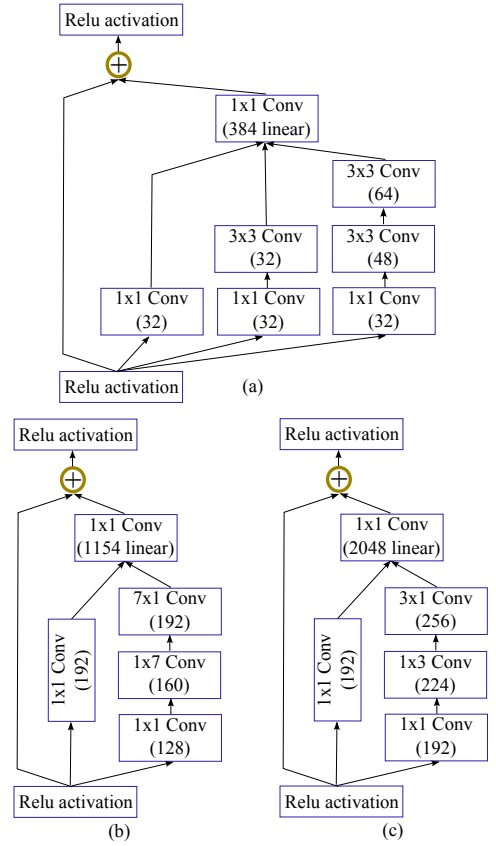 Relu activation
+
1x1 Conv
(384 linear)
3x3 Conv
(64)
3x3 Conv
(32)
3x3 Conv
(48)
1x1 Conv
(32)
1x1 Conv
(32)
1x1 Conv
(32)
Relu activation
(a)
Relu activation
+
1x1 Conv
(1154 linear)
7x1 Conv
(192)
1x1 Conv
(192)
1x7 Conv
(160)
1x1 Conv
(128)
Relu activation
(b)
Relu activation
+
1x1 Conv
(2048 linear)
3x1 Conv
(256)
1x1 Conv
(192)
1x3 Conv
(224)
1x1 Conv
(192)
Relu activation
(c)